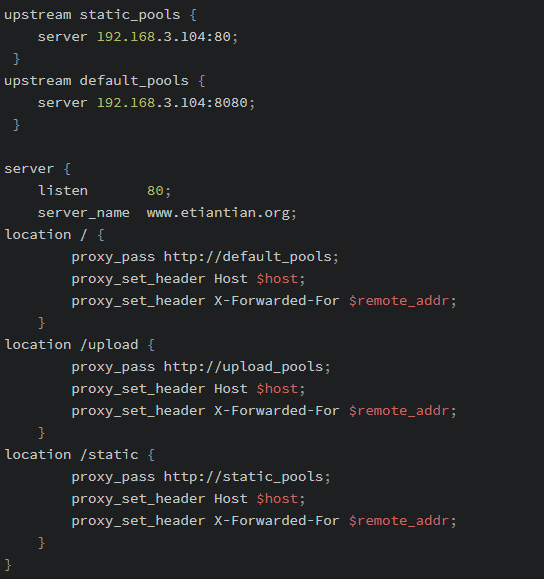 upstream static_pools {
    server 192.168.3.104:80;
 }
upstream default_pools {
    server 192.168.3.104:8080;
 }

server {
    listen       80;
    server_name  www.etiantian.org;
location / {
        proxy_pass http://default_pools;
        proxy_set_header Host $host;
        proxy_set_header X-Forwarded-For $remote_addr;
    }
location /upload {
        proxy_pass http://upload_pools;
        proxy_set_header Host $host;
        proxy_set_header X-Forwarded-For $remote_addr;
    }
location /static {
        proxy_pass http://static_pools;
        proxy_set_header Host $host;
        proxy_set_header X-Forwarded-For $remote_addr;
    }
}